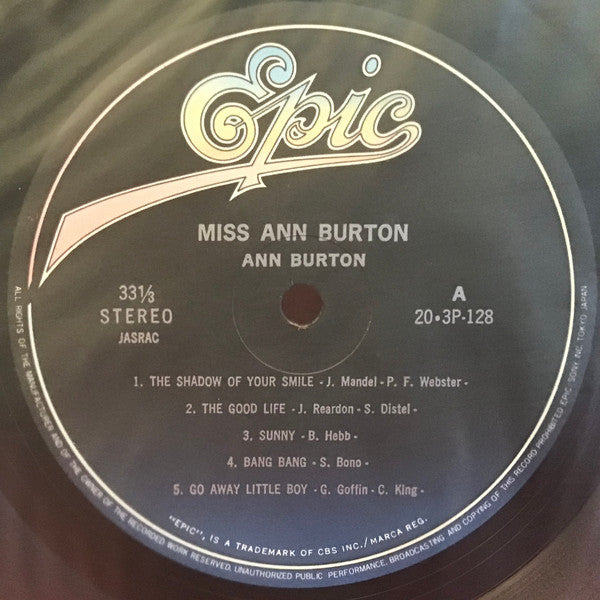 Epic
MISS ANN BURTON
ANN BURTON
33⅓
STEREO
JASRAC
A
20•3P-128
1. THE SHADOW OF YOUR SMILE - J. Mandel - P. F. Webster -
2. THE GOOD LIFE - J. Reardon - S. Distel -
3. SUNNY - B. Hebb -
4. BANG BANG - S. Bono -
5. GO AWAY LITTLE BOY - G. Goffin - C. King -
"EPIC", IS A TRADEMARK OF CBS INC./MARCA REG.
ALL RIGHTS OF THE MANUFACTURER AND OF THE OWNER OF THE RECORDED WORK RESERVED. UNAUTHORIZED PUBLIC PERFORMANCE, BROADCASTING AND COPYING OF THIS RECORD PROHIBITED EPIC, SONY INC. TOKYO JAPAN